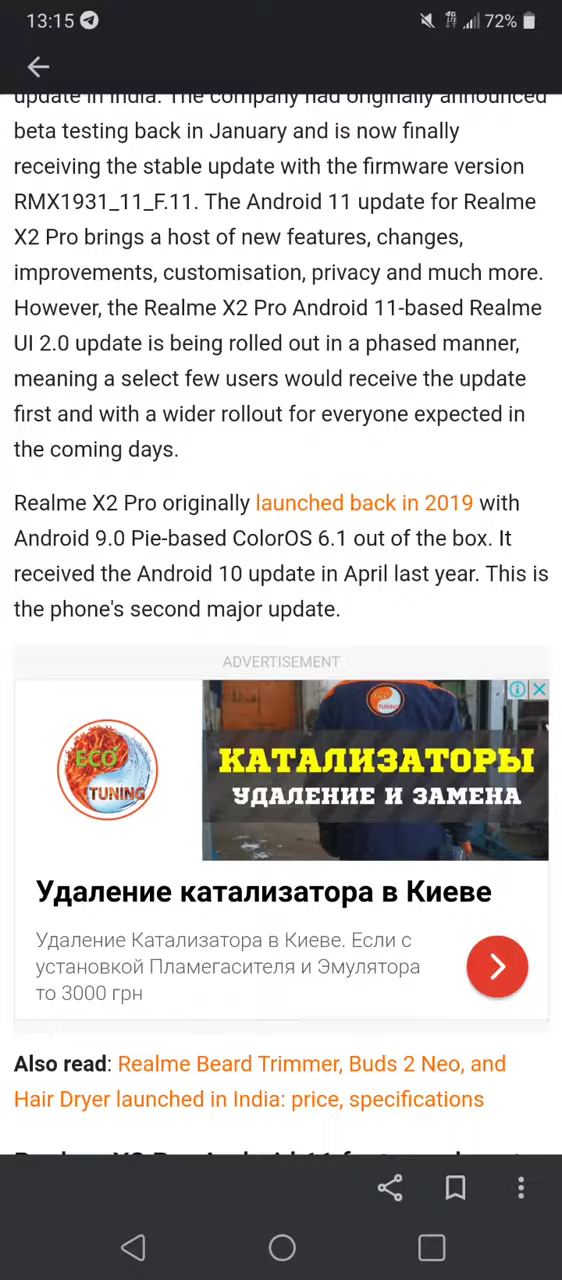 13:15
4G
72%
update in India. The company had originally announced
beta testing back in January and is now finally
receiving the stable update with the firmware version
RMX1931_11_F.11. The Android 11 update for Realme
X2 Pro brings a host of new features, changes,
improvements, customisation, privacy and much more.
However, the Realme X2 Pro Android 11-based Realme
UI 2.0 update is being rolled out in a phased manner,
meaning a select few users would receive the update
first and with a wider rollout for everyone expected in
the coming days.
Realme X2 Pro originally launched back in 2019 with
Android 9.0 Pie-based ColorOS 6.1 out of the box. It
received the Android 10 update in April last year. This is
the phone's second major update.
ADVERTISEMENT
ECO
TUNING
TUNING
КАТАЛИЗАТОРЫ
УДАЛЕНИЕ И ЗАМЕНА
Удаление катализатора в Киеве
Удаление Катализатора в Киеве. Если с
установкой Пламегасителя и Эмулятора
то 3000 грн
Also read: Realme Beard Trimmer, Buds 2 Neo, and
Hair Dryer launched in India: price, specifications